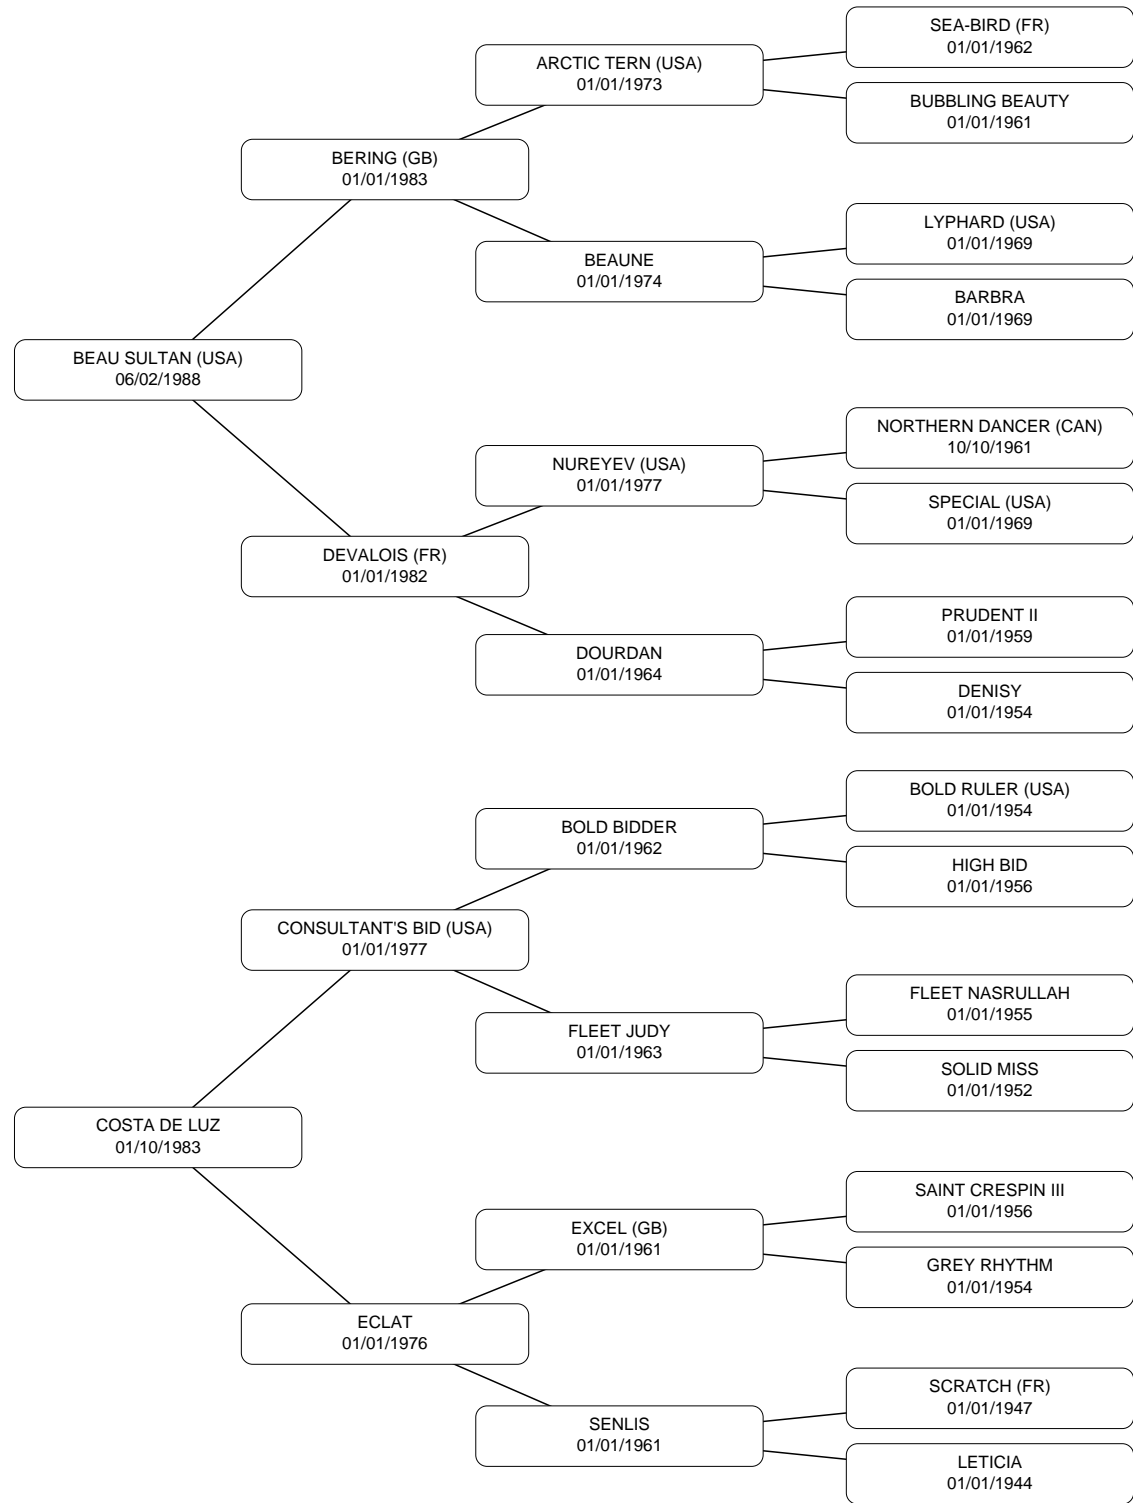 SEA-BIRD (FR)
01/01/1962
ARCTIC TERN (USA)
01/01/1973
BUBBLING BEAUTY
01/01/1961
BERING (GB)
01/01/1983
LYPHARD (USA)
01/01/1969
BEAUNE
01/01/1974
BARBRA
01/01/1969
BEAU SULTAN (USA)
06/02/1988
NORTHERN DANCER (CAN)
10/10/1961
NUREYEV (USA)
01/01/1977
SPECIAL (USA)
01/01/1969
DEVALOIS (FR)
01/01/1982
PRUDENT II
01/01/1959
DOURDAN
01/01/1964
DENISY
01/01/1954
BOLD RULER (USA)
01/01/1954
BOLD BIDDER
01/01/1962
HIGH BID
01/01/1956
CONSULTANT'S BID (USA)
01/01/1977
FLEET NASRULLAH
01/01/1955
FLEET JUDY
01/01/1963
SOLID MISS
01/01/1952
COSTA DE LUZ
01/10/1983
SAINT CRESPIN III
01/01/1956
EXCEL (GB)
01/01/1961
GREY RHYTHM
01/01/1954
ECLAT
01/01/1976
SCRATCH (FR)
01/01/1947
SENLIS
01/01/1961
LETICIA
01/01/1944